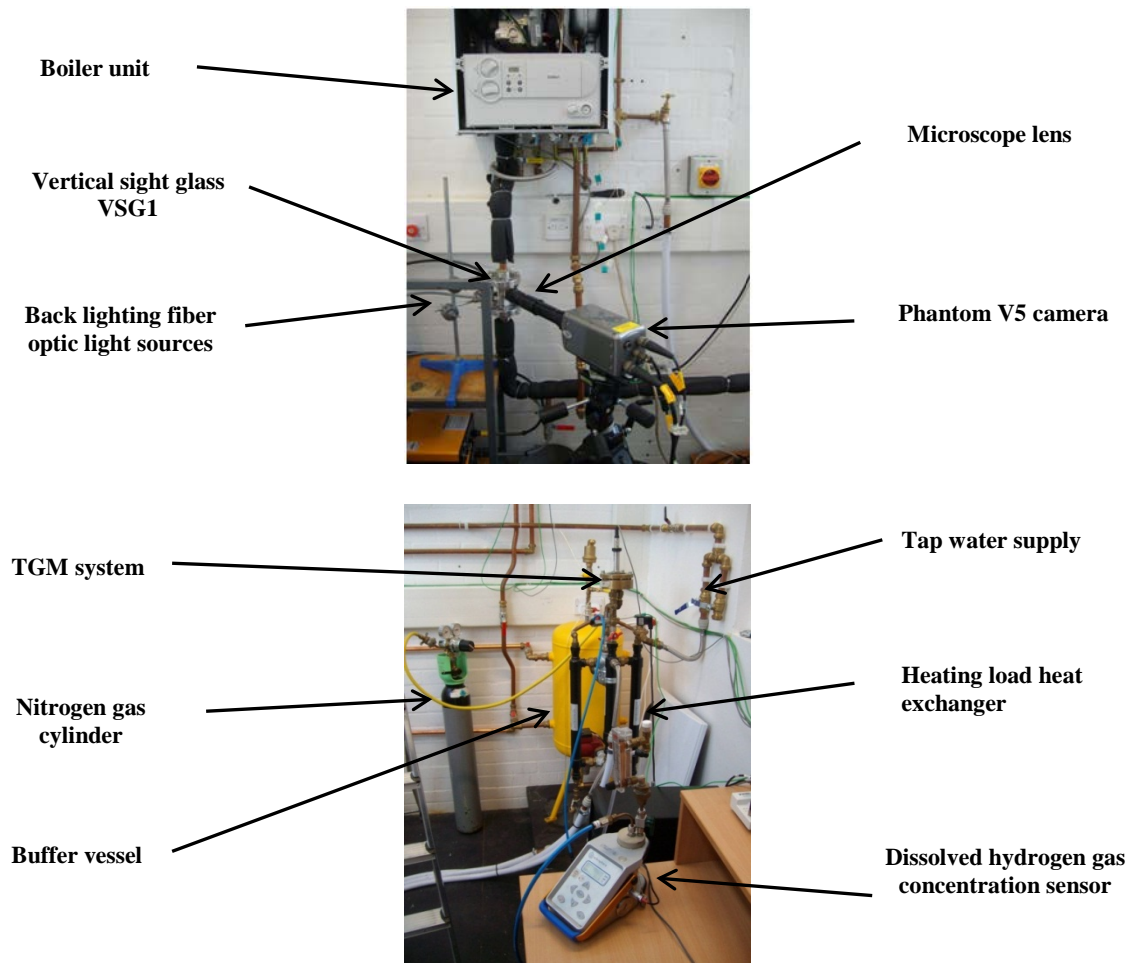 Boiler unit
Microscope lens
Vertical sight glass
VSG1
Back lighting fiber
optic light sources
Phantom V5 camera
TGM system
Tap water supply
Nitrogen gas
cylinder
Heating load heat
exchanger
Buffer vessel
Dissolved hydrogen gas
concentration sensor